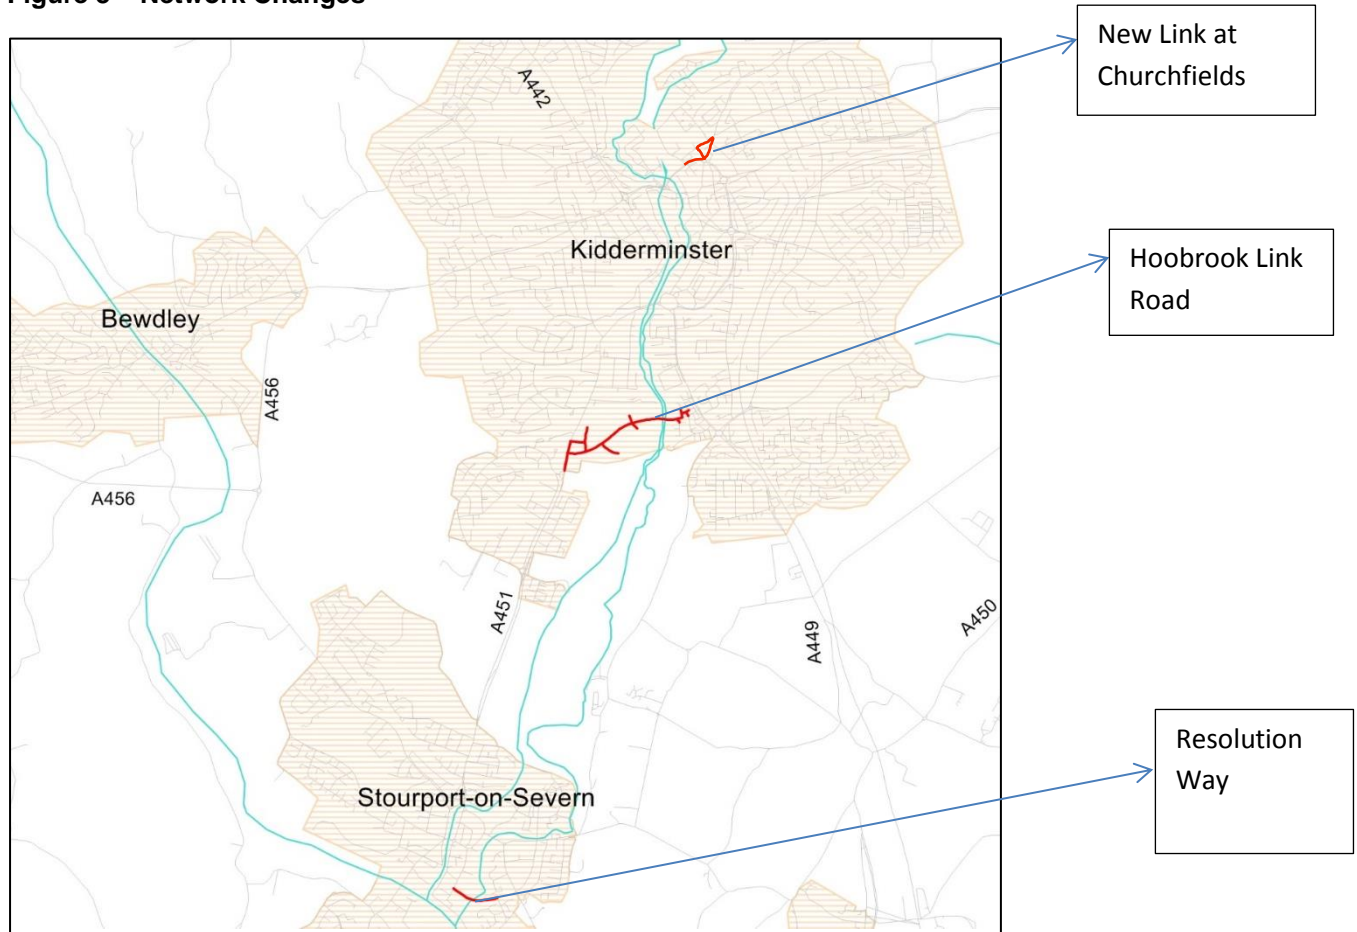 Figure 3 – Network Changes
New Link at
Churchfields
A442
Kidderminster
Hoobrook Link
Road
Bewdley
A456
A456
A451
A449
A450
Resolution
Way
Stourport-on-Severn